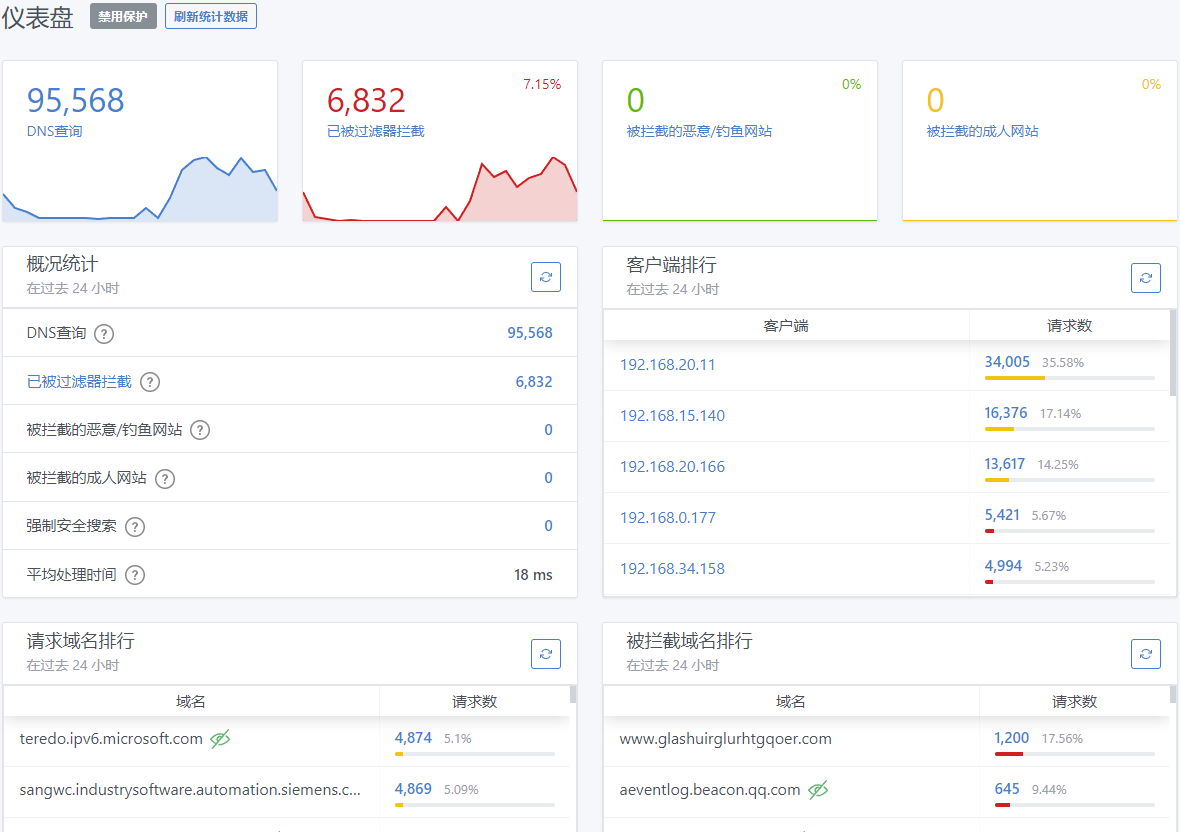 仪表盘 禁用保护 刷新统计数据
95,568
DNS查询
7.15%
6,832
已被过滤器拦截
0%
0
被拦截的恶意/钓鱼网站
0%
0
被拦截的成人网站
概况统计
在过去 24 小时
DNS查询 ? 95,568
已被过滤器拦截 ? 6,832
被拦截的恶意/钓鱼网站 ? 0
被拦截的成人网站 ? 0
强制安全搜索 ? 0
平均处理时间 ? 18 ms
客户端排行
在过去 24 小时
客户端 请求数
192.168.20.11 34,005 35.58%
192.168.15.140 16,376 17.14%
192.168.20.166 13,617 14.25%
192.168.0.177 5,421 5.67%
192.168.34.158 4,994 5.23%
请求域名排行
在过去 24 小时
域名 请求数
teredo.ipv6.microsoft.com 4,874 5.1%
sangwc.industrysoftware.automation.siemens.c... 4,869 5.09%
被拦截域名排行
在过去 24 小时
域名 请求数
www.glashuirglurhtgqoer.com 1,200 17.56%
aeventlog.beacon.qq.com 645 9.44%